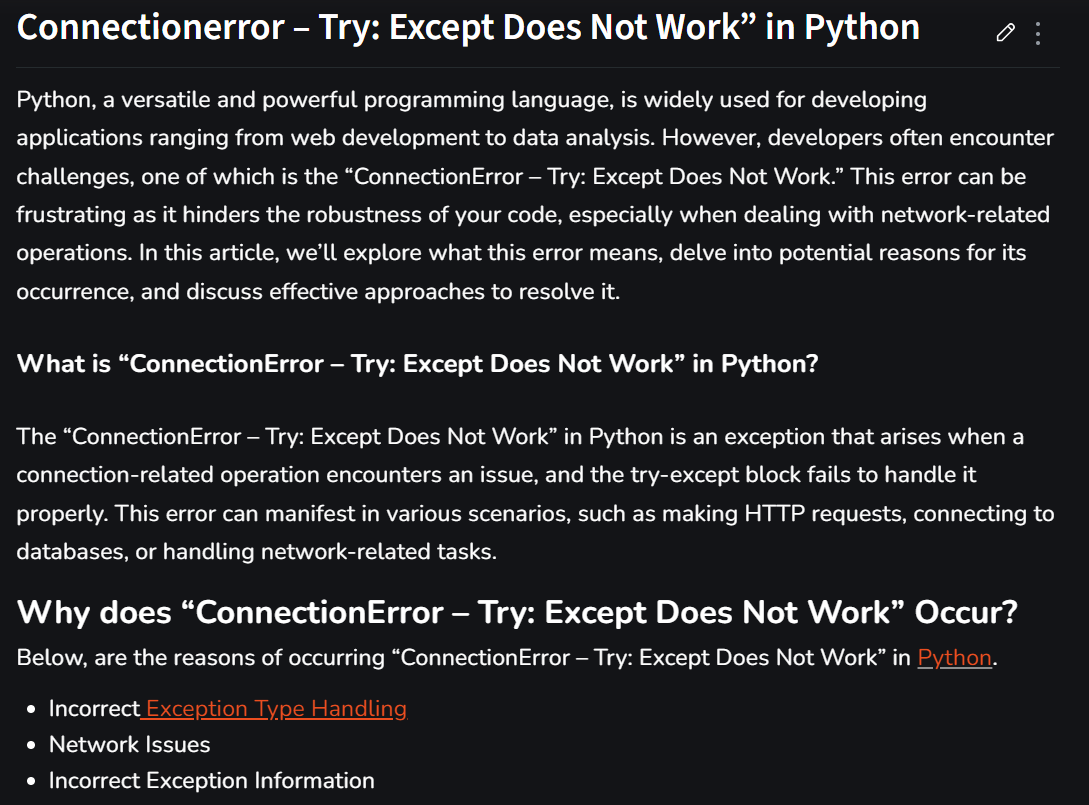 Connectionerror – Try: Except Does Not Work” in Python
Python, a versatile and powerful programming language, is widely used for developing
applications ranging from web development to data analysis. However, developers often encounter
challenges, one of which is the “ConnectionError – Try: Except Does Not Work.” This error can be
frustrating as it hinders the robustness of your code, especially when dealing with network-related
operations. In this article, we’ll explore what this error means, delve into potential reasons for its
occurrence, and discuss effective approaches to resolve it.
What is “ConnectionError – Try: Except Does Not Work” in Python?
The “ConnectionError – Try: Except Does Not Work” in Python is an exception that arises when a
connection-related operation encounters an issue, and the try-except block fails to handle it
properly. This error can manifest in various scenarios, such as making HTTP requests, connecting to
databases, or handling network-related tasks.
Why does “ConnectionError – Try: Except Does Not Work” Occur?
Below, are the reasons of occurring “ConnectionError – Try: Except Does Not Work” in Python.
• Incorrect Exception Type Handling
• Network Issues
• Incorrect Exception Information